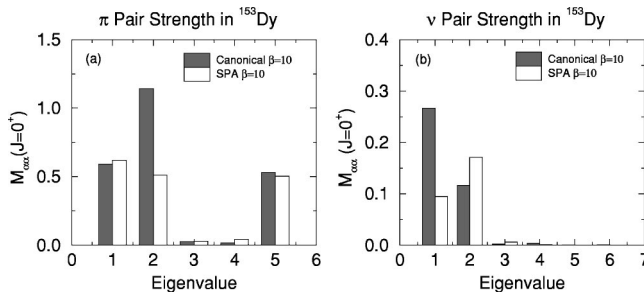 π Pair Strength in ¹⁵³Dy
(a)
Canonical β=10
SPA β=10
1.5
1.0
0.5
0.0
M_αα(J=0⁺)
0 1 2 3 4 5 6
Eigenvalue
ν Pair Strength in ¹⁵³Dy
(b)
Canonical β=10
SPA β=10
0.4
0.3
0.2
0.1
0.0
M_αα (J=0⁺)
0 1 2 3 4 5 6 7
Eigenvalue